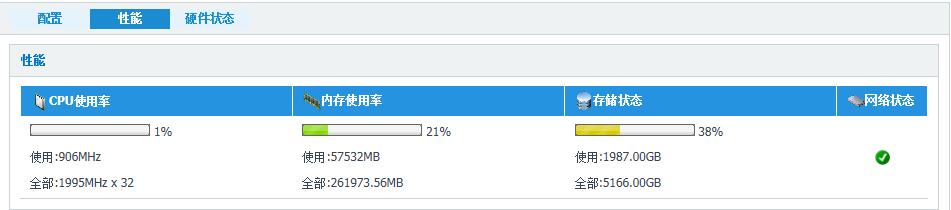 配置 性能 硬件状态
性能
CPU使用率 内存使用率 存储状态 网络状态
1% 21% 38%
使用:906MHz 使用:57532MB 使用:1987.00GB
全部:1995MHz x 32 全部:261973.56MB 全部:5166.00GB